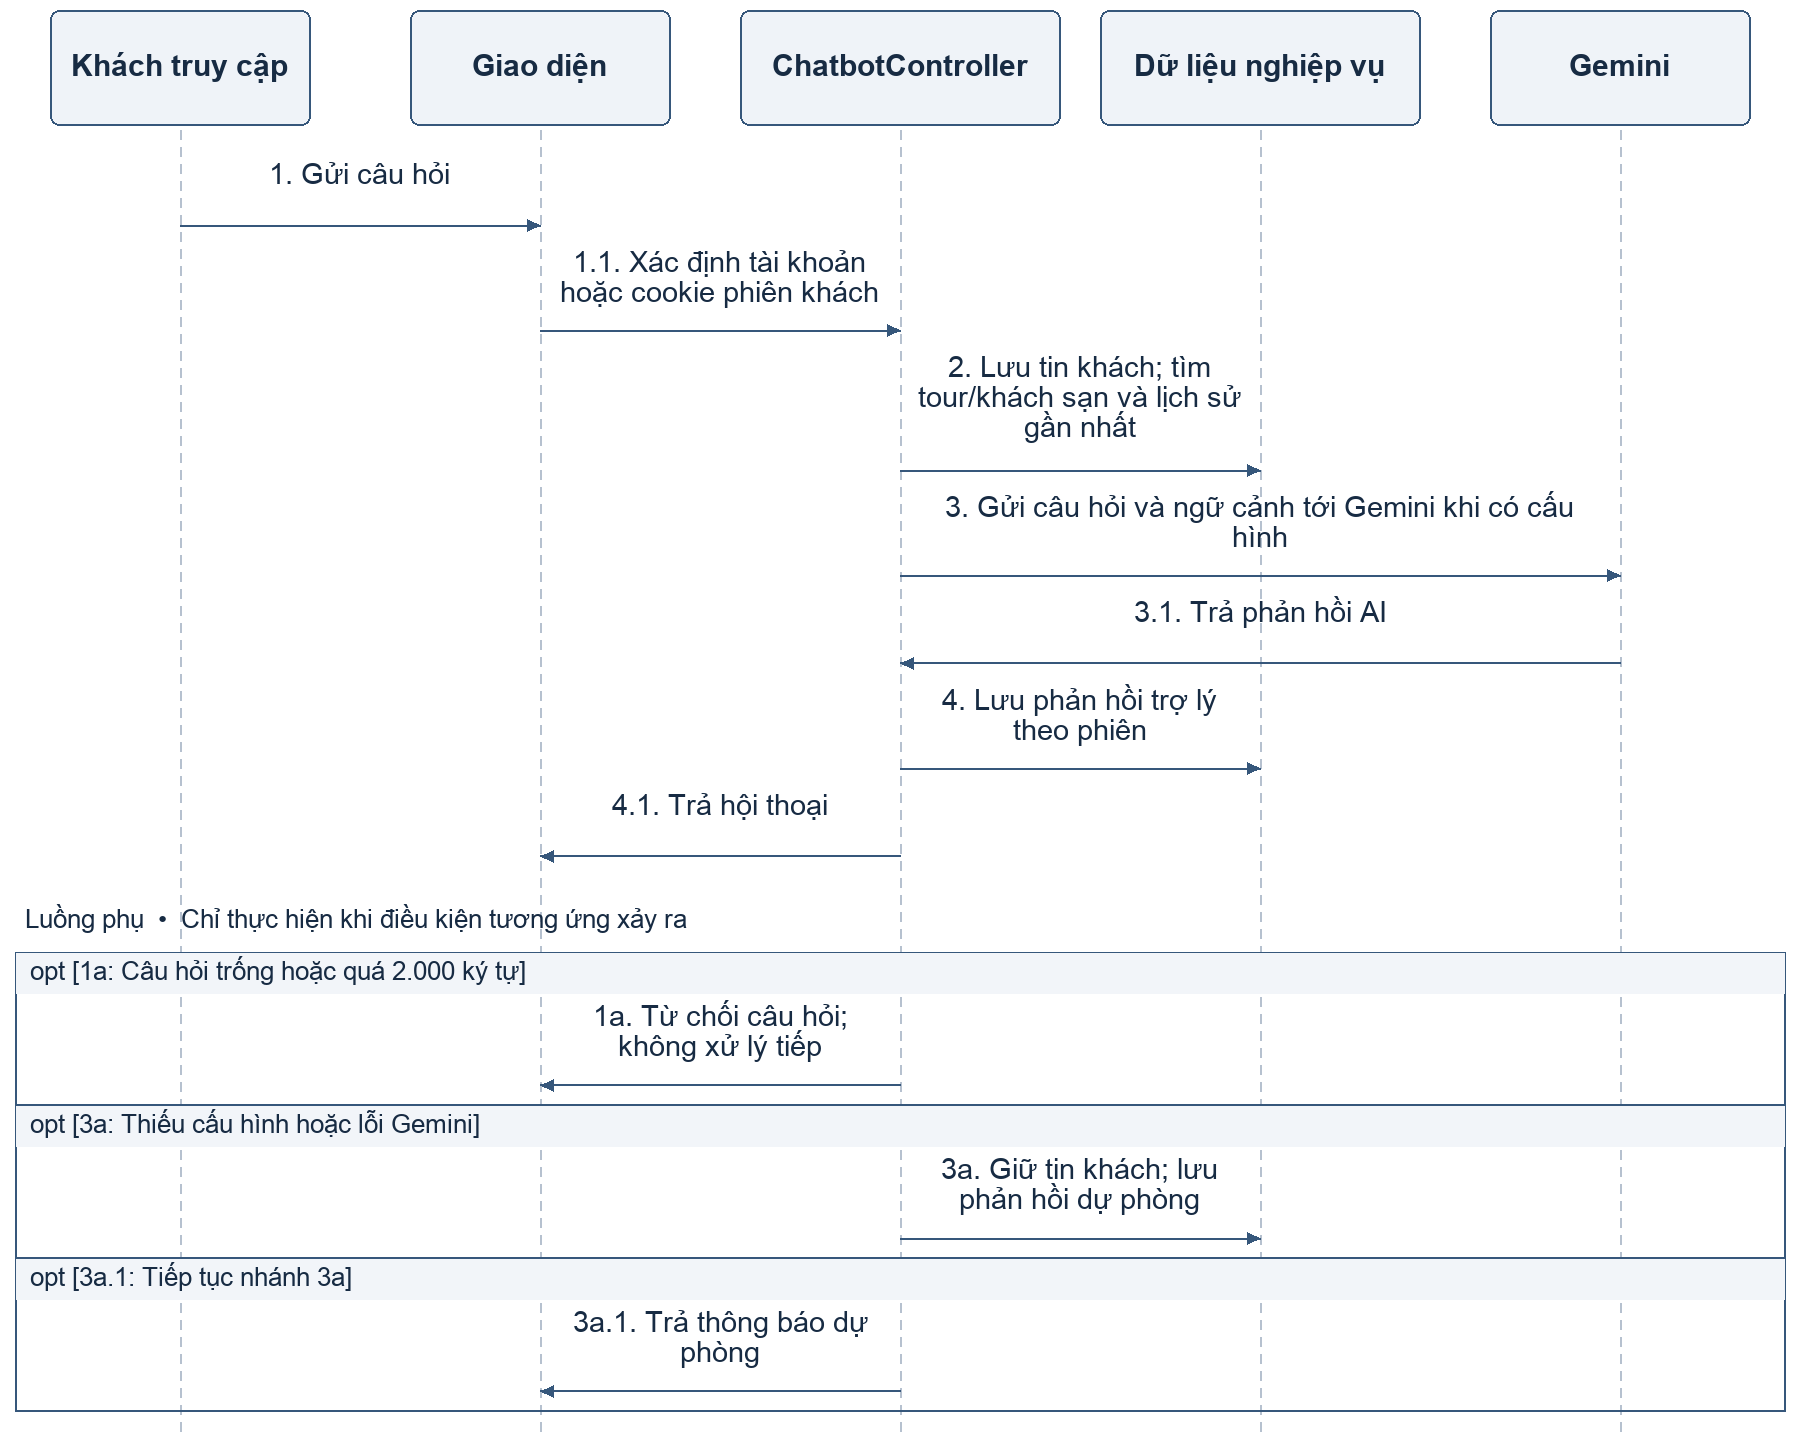 Khách truy cập
Giao diện
ChatbotController
Dữ liệu nghiệp vụ
Gemini
1. Gửi câu hỏi
1.1. Xác định tài khoản
hoặc cookie phiên khách
2. Lưu tin khách; tìm
tour/khách sạn và lịch sử
gần nhất
3. Gửi câu hỏi và ngữ cảnh tới Gemini khi có cấu
hình
3.1. Trả phản hồi AI
4. Lưu phản hồi trợ lý
theo phiên
4.1. Trả hội thoại
Luồng phụ • Chỉ thực hiện khi điều kiện tương ứng xảy ra
opt [1a: Câu hỏi trống hoặc quá 2.000 ký tự]
1a. Từ chối câu hỏi;
không xử lý tiếp
opt [3a: Thiếu cấu hình hoặc lỗi Gemini]
3a. Giữ tin khách; lưu
phản hồi dự phòng
opt [3a.1: Tiếp tục nhánh 3a]
3a.1. Trả thông báo dự
phòng